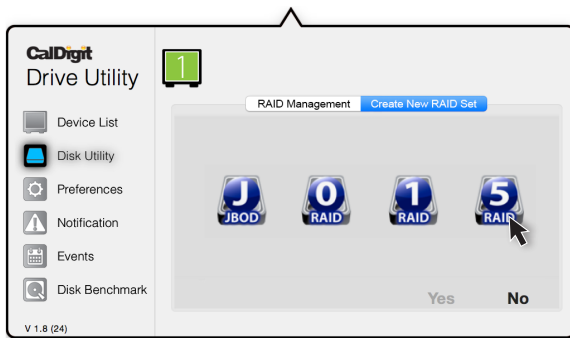 CalDigit
Drive Utility
1
RAID Management
Create New RAID Set
Device List
Disk Utility
Preferences
Notification
Events
Disk Benchmark
J
JBOD
0
RAID
1
RAID
5
RAID
Yes
No
V 1.8 (24)